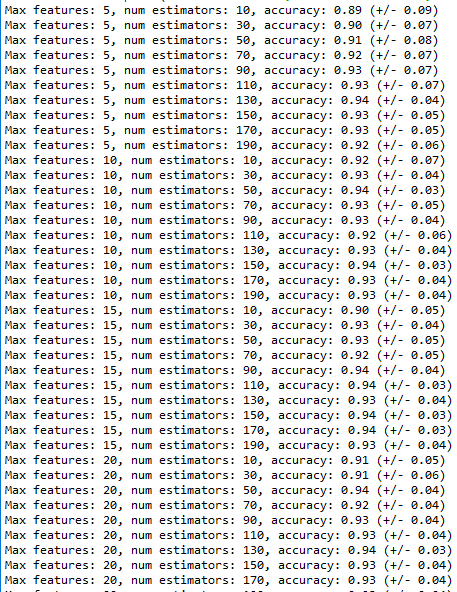 Max features: 5, num estimators: 10, accuracy: 0.89 (+/- 0.09)
Max features: 5, num estimators: 30, accuracy: 0.90 (+/- 0.07)
Max features: 5, num estimators: 50, accuracy: 0.91 (+/- 0.08)
Max features: 5, num estimators: 70, accuracy: 0.92 (+/- 0.07)
Max features: 5, num estimators: 90, accuracy: 0.93 (+/- 0.07)
Max features: 5, num estimators: 110, accuracy: 0.93 (+/- 0.07)
Max features: 5, num estimators: 130, accuracy: 0.94 (+/- 0.04)
Max features: 5, num estimators: 150, accuracy: 0.93 (+/- 0.05)
Max features: 5, num estimators: 170, accuracy: 0.93 (+/- 0.05)
Max features: 5, num estimators: 190, accuracy: 0.92 (+/- 0.06)
Max features: 10, num estimators: 10, accuracy: 0.92 (+/- 0.07)
Max features: 10, num estimators: 30, accuracy: 0.93 (+/- 0.04)
Max features: 10, num estimators: 50, accuracy: 0.94 (+/- 0.03)
Max features: 10, num estimators: 70, accuracy: 0.93 (+/- 0.05)
Max features: 10, num estimators: 90, accuracy: 0.93 (+/- 0.04)
Max features: 10, num estimators: 110, accuracy: 0.92 (+/- 0.06)
Max features: 10, num estimators: 130, accuracy: 0.93 (+/- 0.04)
Max features: 10, num estimators: 150, accuracy: 0.94 (+/- 0.03)
Max features: 10, num estimators: 170, accuracy: 0.93 (+/- 0.04)
Max features: 10, num estimators: 190, accuracy: 0.93 (+/- 0.04)
Max features: 15, num estimators: 10, accuracy: 0.90 (+/- 0.05)
Max features: 15, num estimators: 30, accuracy: 0.93 (+/- 0.04)
Max features: 15, num estimators: 50, accuracy: 0.93 (+/- 0.05)
Max features: 15, num estimators: 70, accuracy: 0.92 (+/- 0.05)
Max features: 15, num estimators: 90, accuracy: 0.94 (+/- 0.04)
Max features: 15, num estimators: 110, accuracy: 0.94 (+/- 0.03)
Max features: 15, num estimators: 130, accuracy: 0.93 (+/- 0.04)
Max features: 15, num estimators: 150, accuracy: 0.94 (+/- 0.03)
Max features: 15, num estimators: 170, accuracy: 0.94 (+/- 0.03)
Max features: 15, num estimators: 190, accuracy: 0.93 (+/- 0.04)
Max features: 20, num estimators: 10, accuracy: 0.91 (+/- 0.05)
Max features: 20, num estimators: 30, accuracy: 0.91 (+/- 0.06)
Max features: 20, num estimators: 50, accuracy: 0.94 (+/- 0.04)
Max features: 20, num estimators: 70, accuracy: 0.92 (+/- 0.04)
Max features: 20, num estimators: 90, accuracy: 0.93 (+/- 0.04)
Max features: 20, num estimators: 110, accuracy: 0.93 (+/- 0.04)
Max features: 20, num estimators: 130, accuracy: 0.94 (+/- 0.03)
Max features: 20, num estimators: 150, accuracy: 0.93 (+/- 0.04)
Max features: 20, num estimators: 170, accuracy: 0.93 (+/- 0.04)